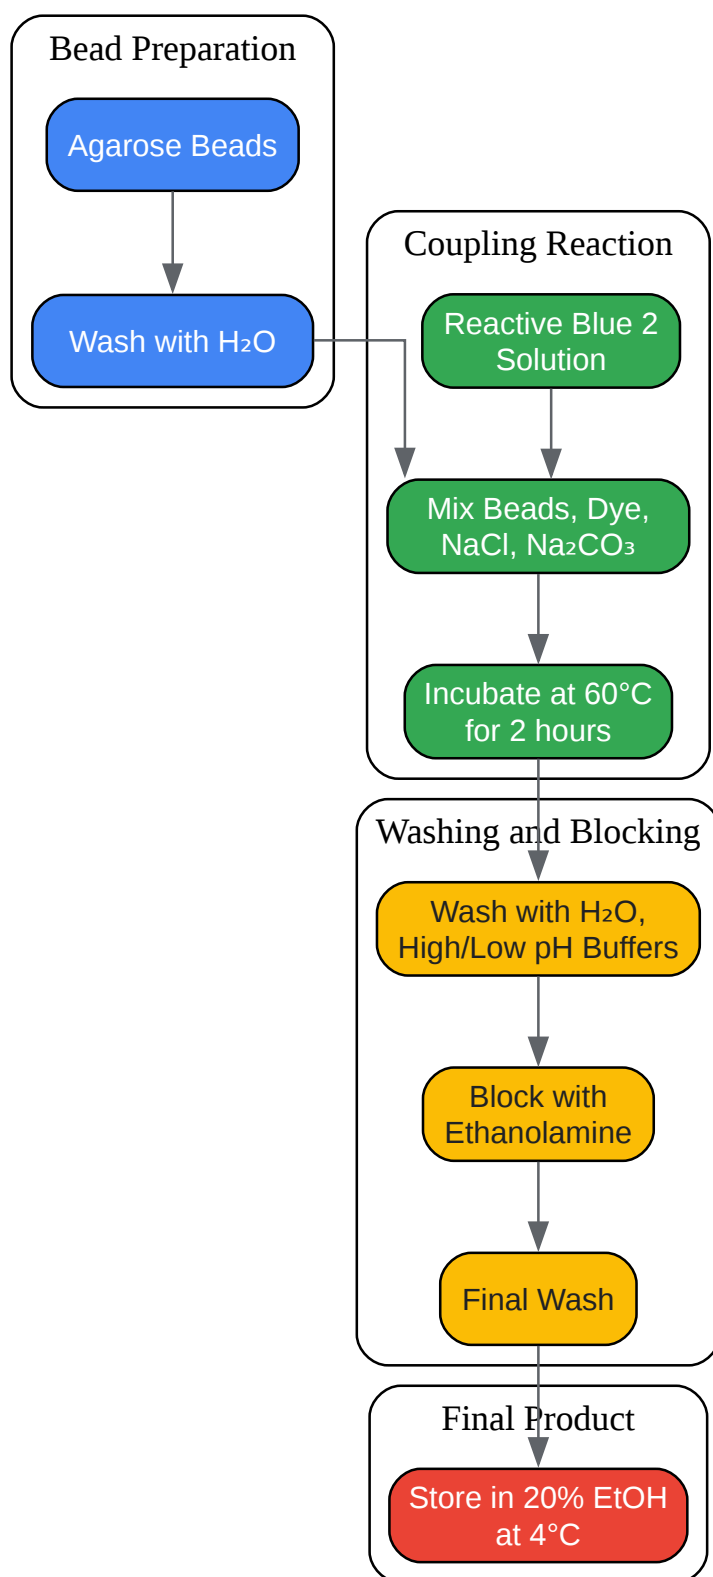 Bead Preparation
Agarose Beads
Wash with H₂O
Coupling Reaction
Reactive Blue 2
Solution
Mix Beads, Dye,
NaCl, Na₂CO₃
Incubate at 60°C
for 2 hours
Washing and Blocking
Wash with H₂O,
High/Low pH Buffers
Block with
Ethanolamine
Final Wash
Final Product
Store in 20% EtOH
at 4°C